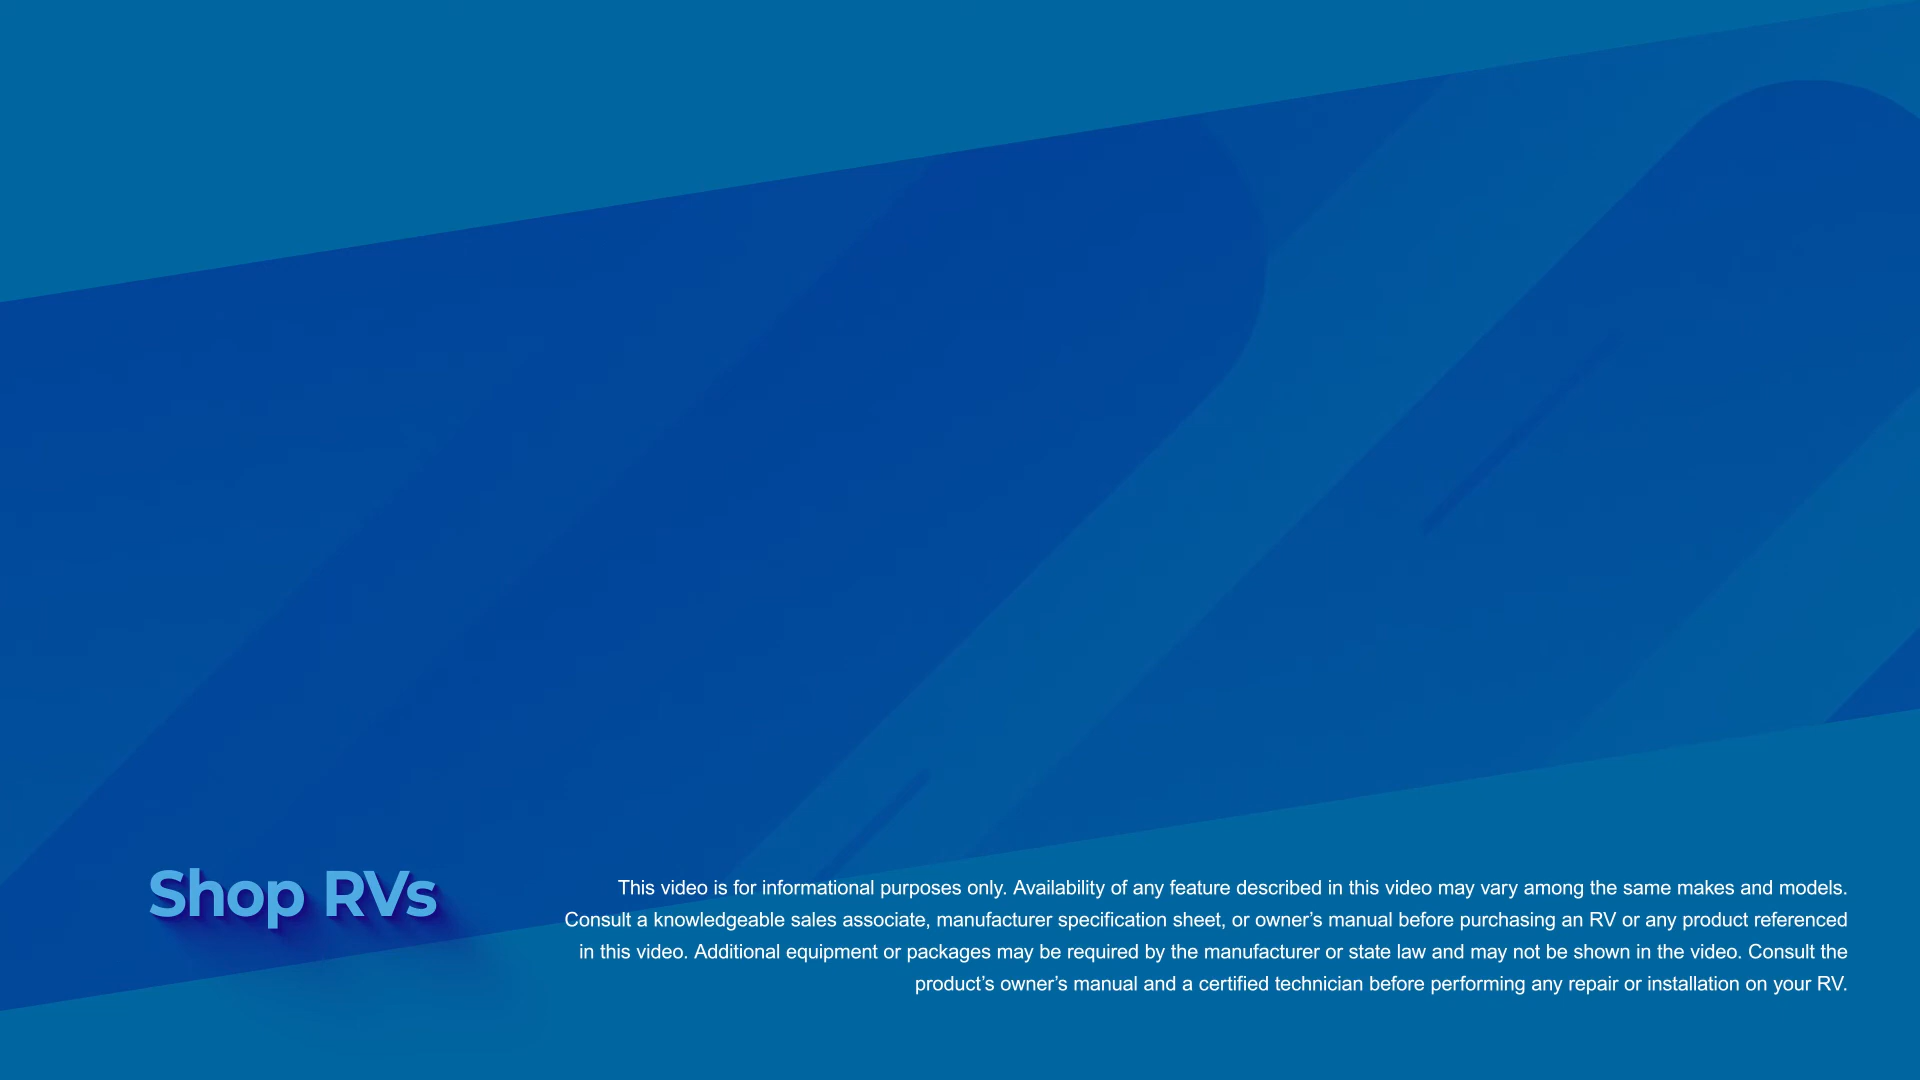 Shop RVs
This video is for informational purposes only. Availability of any feature described in this video may vary among the same makes and models.
Consult a knowledgeable sales associate, manufacturer specification sheet, or owner’s manual before purchasing an RV or any product referenced
in this video. Additional equipment or packages may be required by the manufacturer or state law and may not be shown in the video. Consult the
product’s owner’s manual and a certified technician before performing any repair or installation on your RV.